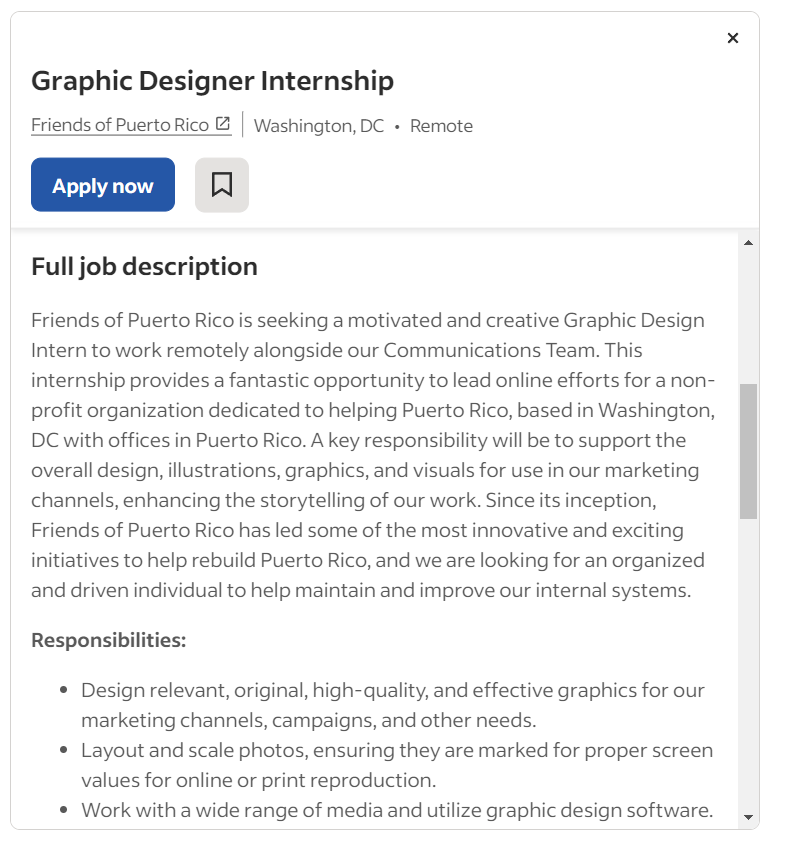 Graphic Designer Internship
Friends of Puerto Rico Washington, DC • Remote
Apply now
Full job description
Friends of Puerto Rico is seeking a motivated and creative Graphic Design
Intern to work remotely alongside our Communications Team. This
internship provides a fantastic opportunity to lead online efforts for a non-
profit organization dedicated to helping Puerto Rico, based in Washington,
DC with offices in Puerto Rico. A key responsibility will be to support the
overall design, illustrations, graphics, and visuals for use in our marketing
channels, enhancing the storytelling of our work. Since its inception,
Friends of Puerto Rico has led some of the most innovative and exciting
initiatives to help rebuild Puerto Rico, and we are looking for an organized
and driven individual to help maintain and improve our internal systems.
Responsibilities:
• Design relevant, original, high-quality, and effective graphics for our
marketing channels, campaigns, and other needs.
• Layout and scale photos, ensuring they are marked for proper screen
values for online or print reproduction.
• Work with a wide range of media and utilize graphic design software.